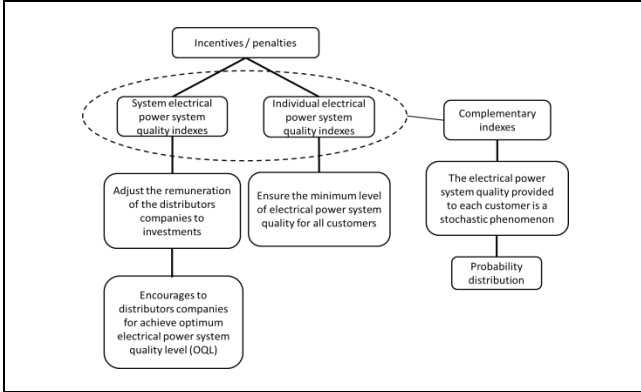 Incentives / penalties
System electrical
power system
quality indexes
Individual electrical
power system
quality indexes
Complementary
indexes
Adjust the remuneration
of the distributors
companies to
investments
Ensure the minimum level
of electrical power system
quality for all customers
The electrical power
system quality provided
to each customer is a
stochastic phenomenon
Probability
distribution
Encourages to
distributors companies
for achieve optimum
electrical power system
quality level (OQL)